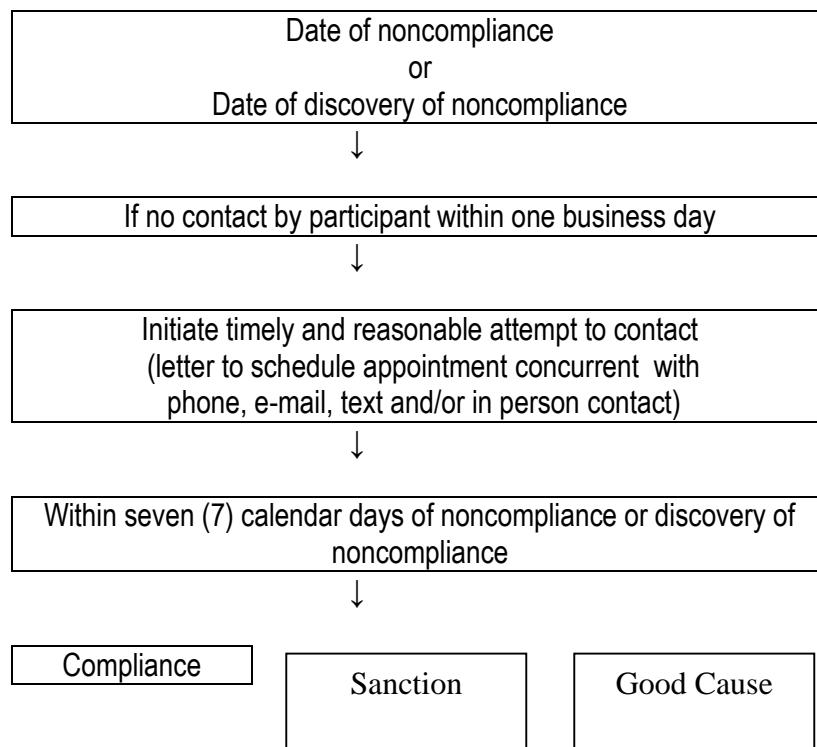 Date of noncompliance
or
Date of discovery of noncompliance
↓
If no contact by participant within one business day
↓
Initiate timely and reasonable attempt to contact
(letter to schedule appointment concurrent with
phone, e-mail, text and/or in person contact)
↓
Within seven (7) calendar days of noncompliance or discovery of
noncompliance
↓
Compliance
Sanction
Good Cause